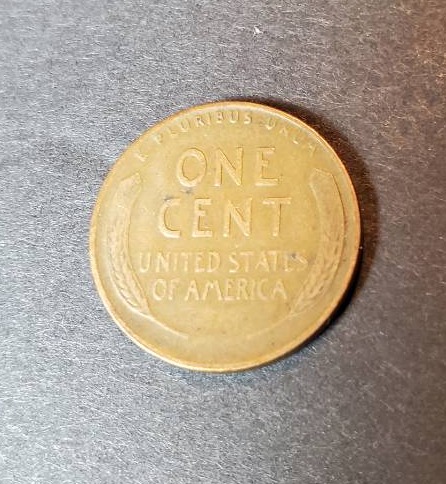 E·PLURIBUS·UNUM
ONE
CENT
UNITED STATES
OF AMERICA